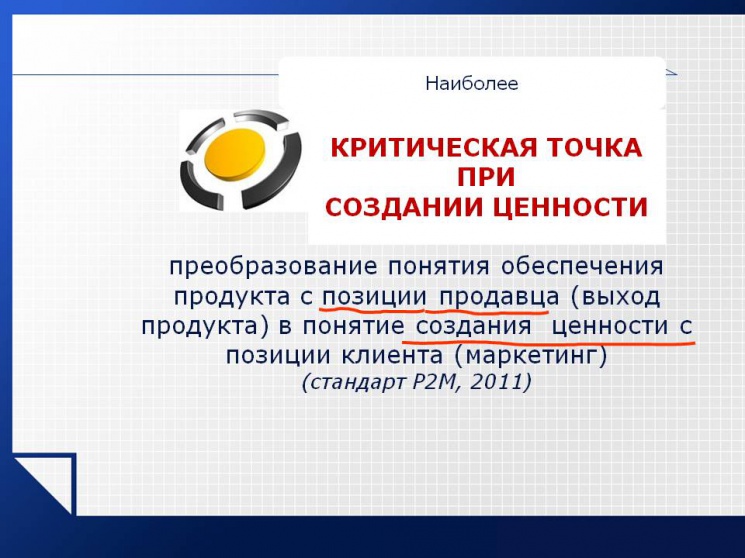 Наиболее
КРИТИЧЕСКАЯ ТОЧКА
ПРИ
СОЗДАНИИ ЦЕННОСТИ
преобразование понятия обеспечения
продукта с позиции продавца (выход
продукта) в понятие создания ценности с
позиции клиента (маркетинг)
(стандарт P2M, 2011)